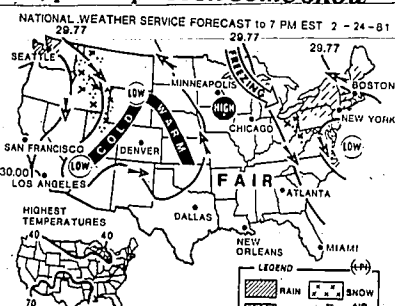 NATIONAL WEATHER SERVICE FORECAST to 7 PM EST 2-24-81
29.77
29.77
29.77
SEATTLE
FREEZING
MINNEAPOLIS
BOSTON
LOW
HIGH
NEW YORK
CHICAGO
COLD
WARM
LOW
SAN FRANCISCO
DENVER
LOW
30.00
LOS ANGELES
FAIR
ATLANTA
HIGHEST
TEMPERATURES
DALLAS
40
40
NEW
ORLEANS
MIAMI
LEGEND
RAIN
SNOW
70